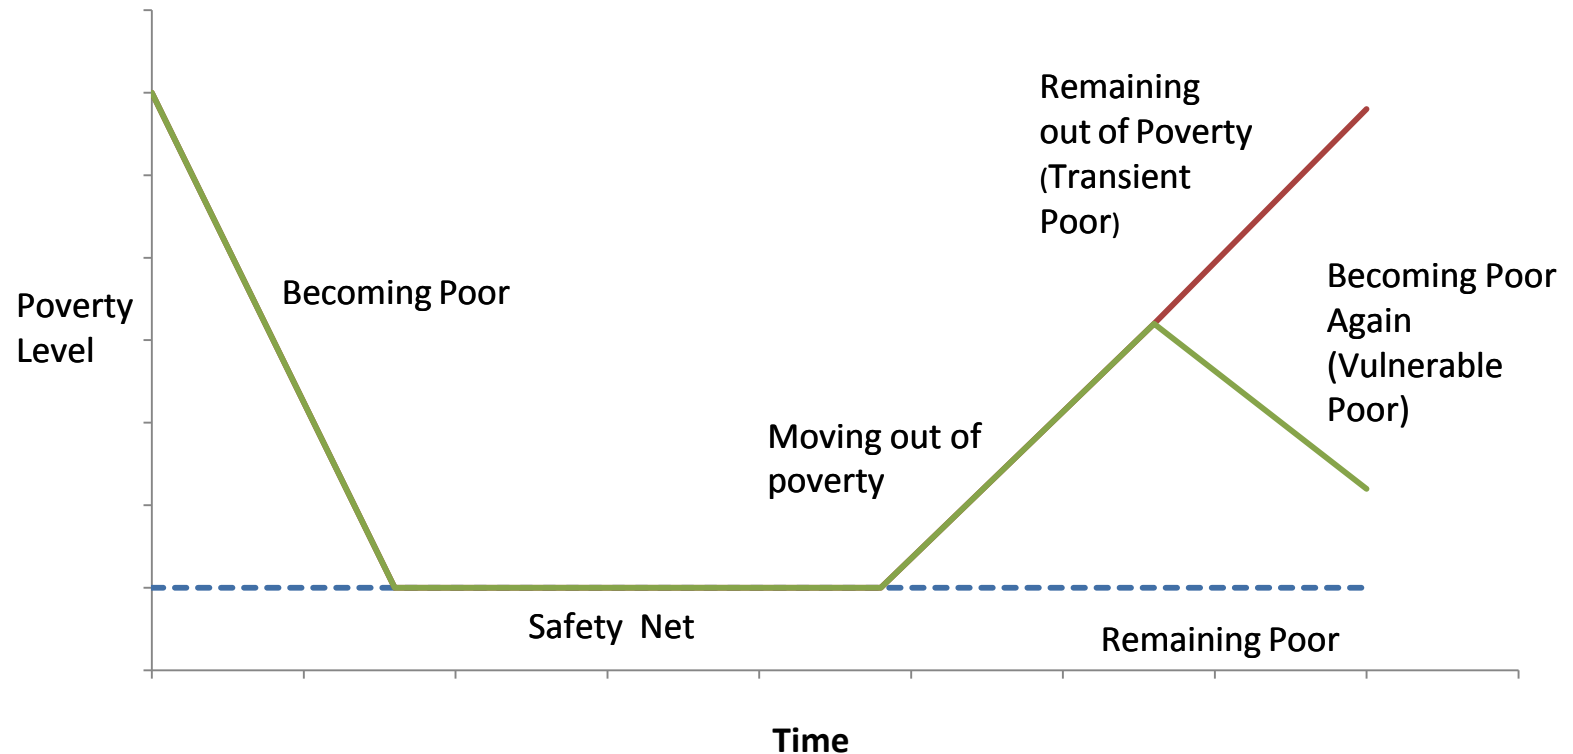 Remaining
out of Poverty
(Transient
Poor)
Becoming Poor
Again
(Vulnerable
Poor)
Becoming Poor
Poverty
Level
Moving out of
poverty
Safety Net
Remaining Poor
Time